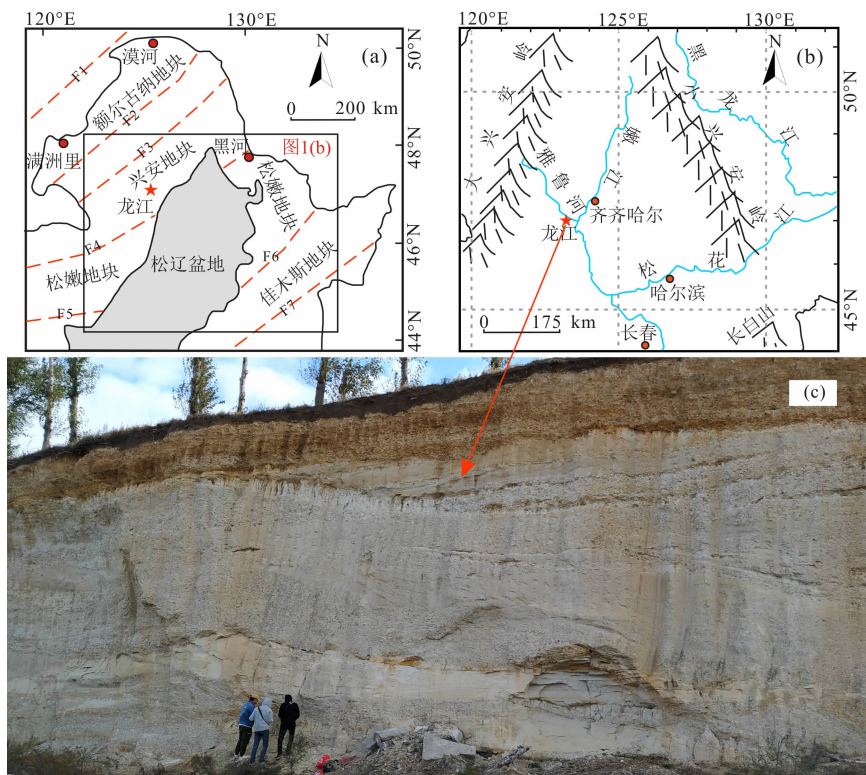 120°E
130°E
(a)
N
0 200 km
漠河
F1
额尔古纳地块
F2
50°N
满洲里
F3
兴安地块
黑河
图1(b)
48°N
龙江
松嫩地块
F4
松嫩地块
松辽盆地
F6
佳木斯地块
F7
46°N
F5
44°N
120°E
125°E
130°E
(b)
N
大兴安岭
黑龙江
小兴安岭
嫩江
雅鲁河
齐齐哈尔
龙江
松花江
哈尔滨
长春
长白山
0 175 km
50°N
45°N
(c)